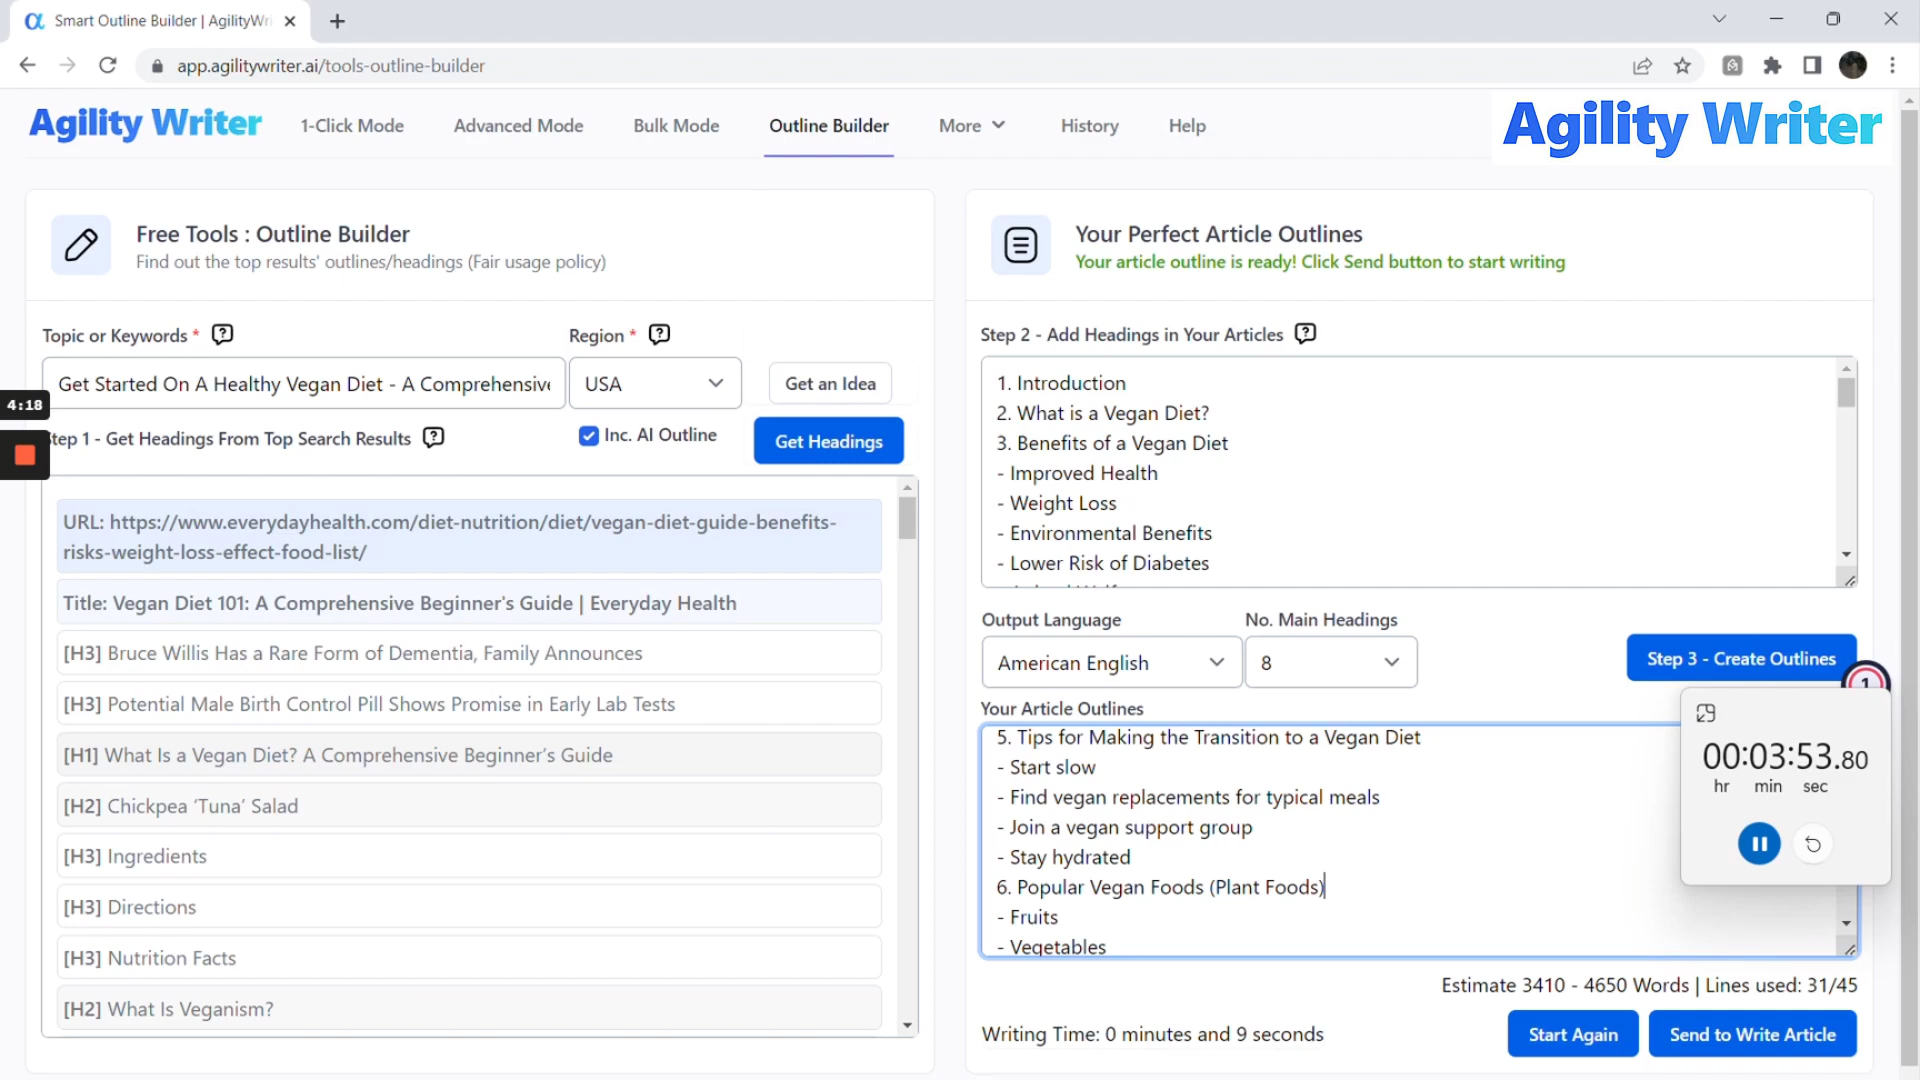 Smart Outline Builder | AgilityWri
app.agilitywriter.ai/tools-outline-builder
Agility Writer
1-Click Mode
Advanced Mode
Bulk Mode
Outline Builder
More
History
Help
Agility Writer
Free Tools : Outline Builder
Find out the top results' outlines/headings (Fair usage policy)
Topic or Keywords *
Region *
Get Started On A Healthy Vegan Diet - A Comprehensive
USA
Get an Idea
4:18
Step 1 - Get Headings From Top Search Results
Inc. AI Outline
Get Headings
URL: https://www.everydayhealth.com/diet-nutrition/diet/vegan-diet-guide-benefits-
risks-weight-loss-effect-food-list/
Title: Vegan Diet 101: A Comprehensive Beginner's Guide | Everyday Health
[H3] Bruce Willis Has a Rare Form of Dementia, Family Announces
[H3] Potential Male Birth Control Pill Shows Promise in Early Lab Tests
[H1] What Is a Vegan Diet? A Comprehensive Beginner's Guide
[H2] Chickpea 'Tuna' Salad
[H3] Ingredients
[H3] Directions
[H3] Nutrition Facts
[H2] What Is Veganism?
Your Perfect Article Outlines
Your article outline is ready! Click Send button to start writing
Step 2 - Add Headings in Your Articles
1. Introduction
2. What is a Vegan Diet?
3. Benefits of a Vegan Diet
- Improved Health
- Weight Loss
- Environmental Benefits
- Lower Risk of Diabetes
Output Language
No. Main Headings
American English
8
Step 3 - Create Outlines
Your Article Outlines
5. Tips for Making the Transition to a Vegan Diet
- Start slow
- Find vegan replacements for typical meals
- Join a vegan support group
- Stay hydrated
6. Popular Vegan Foods (Plant Foods)
- Fruits
- Vegetables
1
00:03:53.80
hr min sec
Estimate 3410 - 4650 Words | Lines used: 31/45
Writing Time: 0 minutes and 9 seconds
Start Again
Send to Write Article